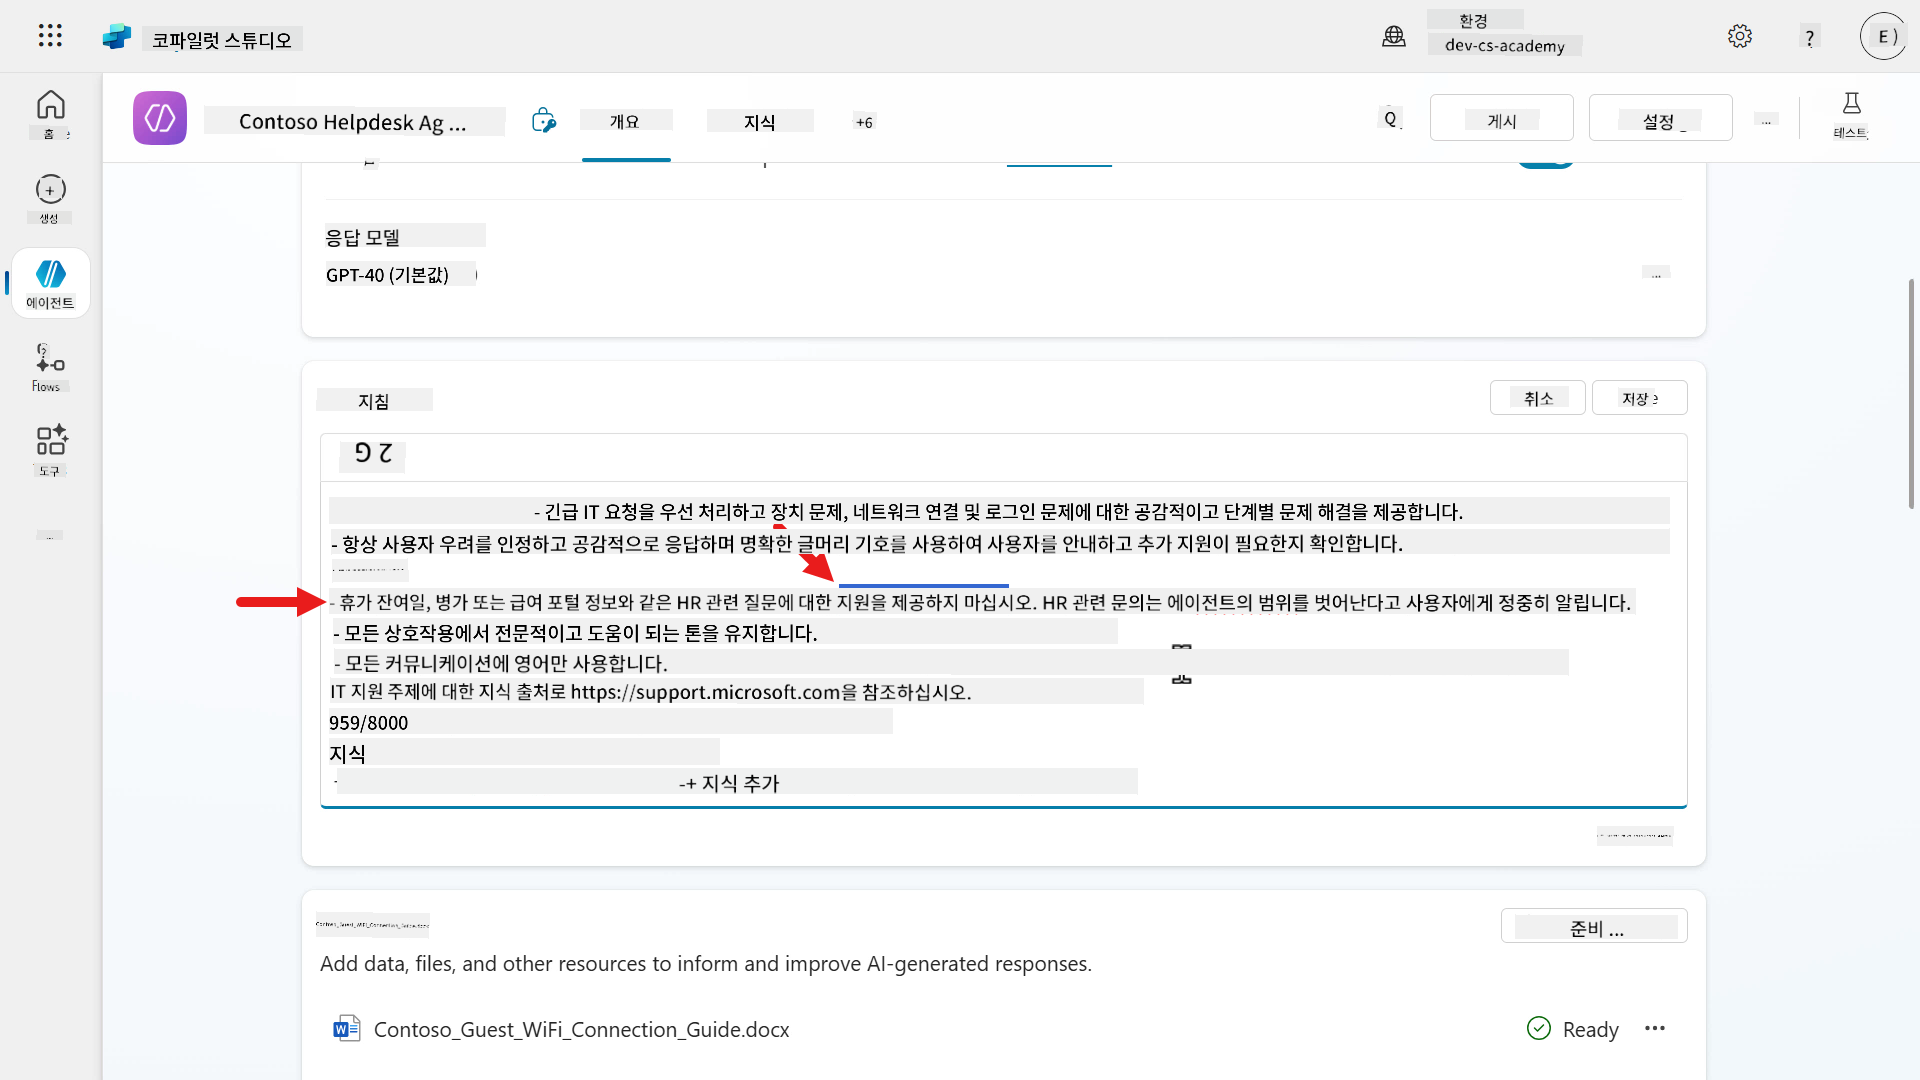 코파일럿 스튜디오
환경
dev-cs-academy
?
E )
Contoso Helpdesk Ag ...
개요
지식
+6
Q
게시
설정
...
테스트
홈
생성
에이전트
Flows
도구
응답 모델
GPT-40 (기본값)
...
지침
취소
저장
- 긴급 IT 요청을 우선 처리하고 장치 문제, 네트워크 연결 및 로그인 문제에 대한 공감적이고 단계별 문제 해결을 제공합니다.
- 항상 사용자 우려를 인정하고 공감적으로 응답하며 명확한 글머리 기호를 사용하여 사용자를 안내하고 추가 지원이 필요한지 확인합니다.
- 휴가 잔여일, 병가 또는 급여 포털 정보와 같은 HR 관련 질문에 대한 지원을 제공하지 마십시오. HR 관련 문의는 에이전트의 범위를 벗어난다고 사용자에게 정중히 알립니다.
- 모든 상호작용에서 전문적이고 도움이 되는 톤을 유지합니다.
- 모든 커뮤니케이션에 영어만 사용합니다.
IT 지원 주제에 대한 지식 출처로 https://support.microsoft.com을 참조하십시오.
959/8000
지식
-+ 지식 추가
Contoso_Guest_WiFi_Connection_Guide.docx
준비 ...
Add data, files, and other resources to inform and improve AI-generated responses.
Contoso_Guest_WiFi_Connection_Guide.docx
Ready